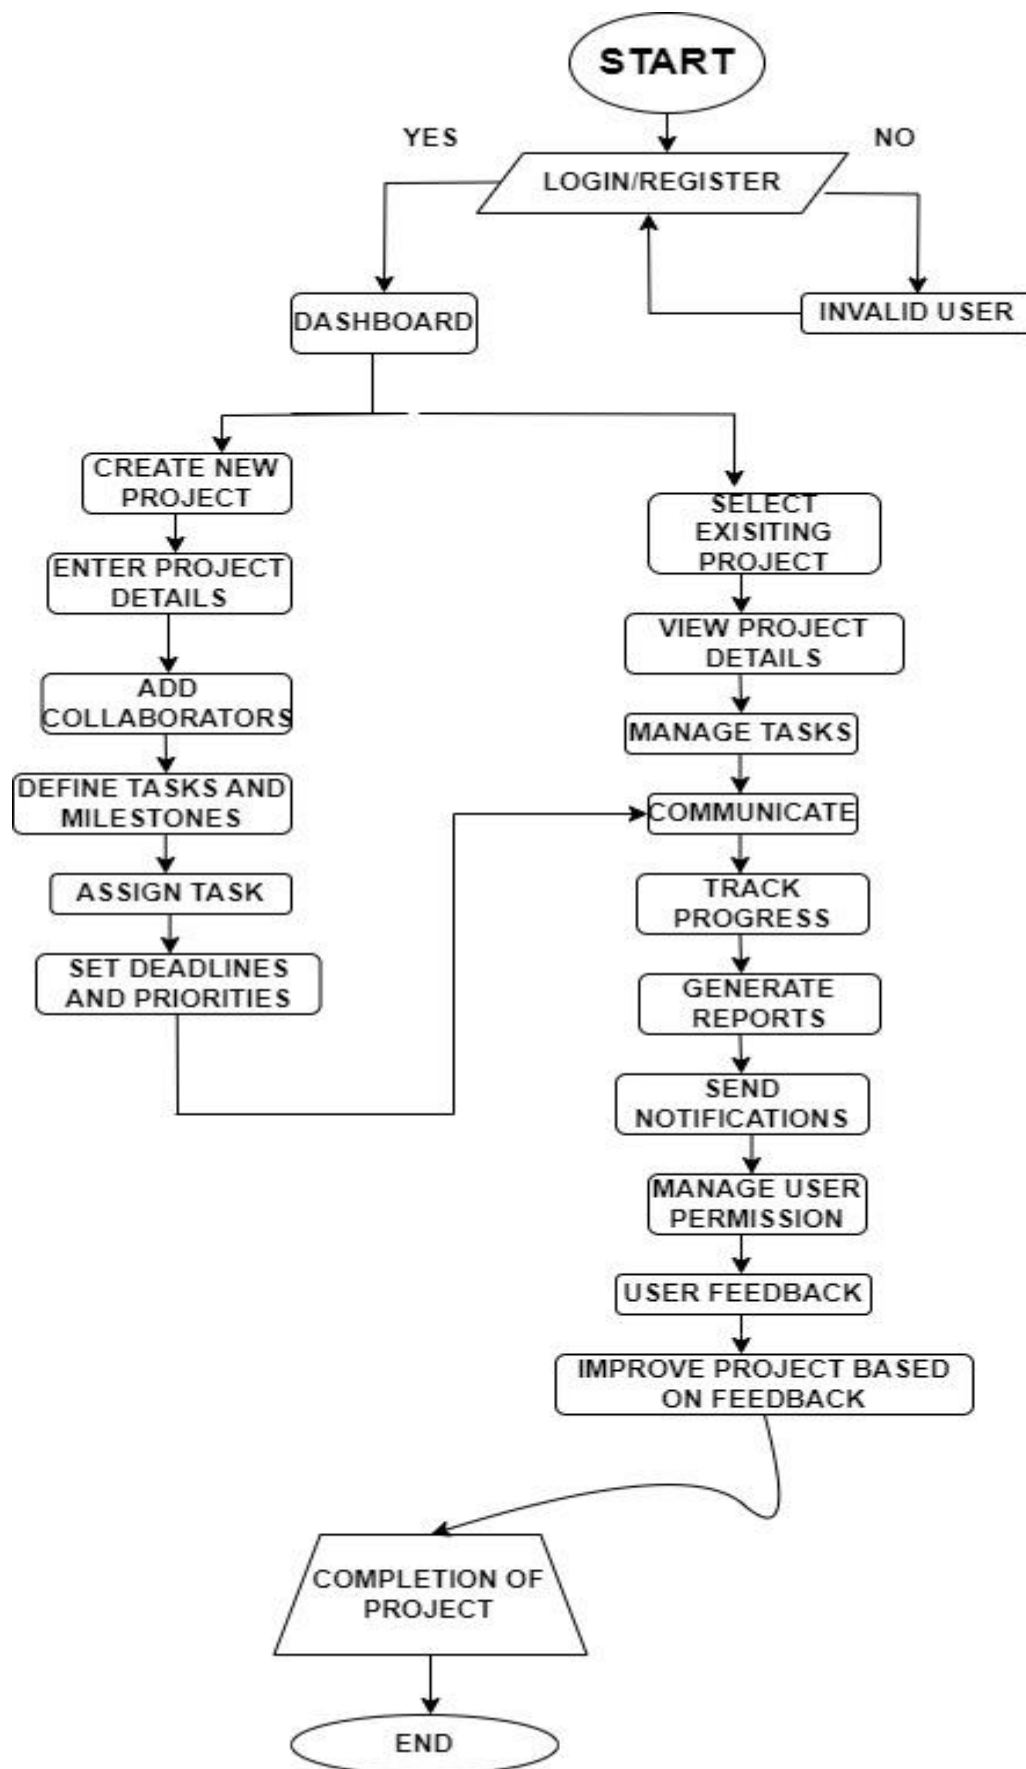 START
YES
NO
LOGIN/REGISTER
DASHBOARD
INVALID USER
CREATE NEW
PROJECT
ENTER PROJECT
DETAILS
ADD
COLLABORATORS
DEFINE TASKS AND
MILESTONES
ASSIGN TASK
SET DEADLINES
AND PRIORITIES
SELECT
EXISITING
PROJECT
VIEW PROJECT
DETAILS
MANAGE TASKS
COMMUNICATE
TRACK
PROGRESS
GENERATE
REPORTS
SEND
NOTIFICATIONS
MANAGE USER
PERMISSION
USER FEEDBACK
IMPROVE PROJECT BASED
ON FEEDBACK
COMPLETION OF
PROJECT
END